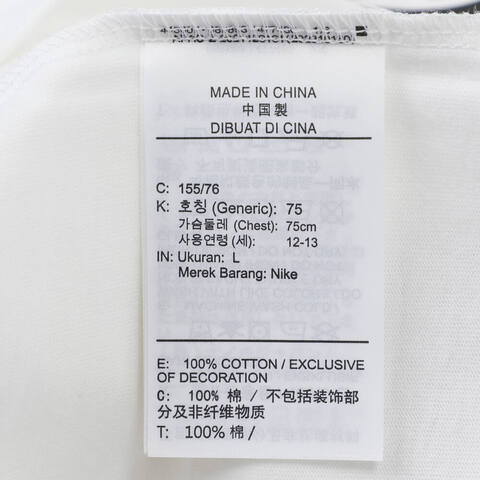 MADE IN CHINA
中国製
DIBUAT DI CINA
C: 155/76
K: 호칭 (Generic): 75
가슴둘레 (Chest): 75cm
사용연령 (세): 12-13
IN: Ukuran: L
Merek Barang: Nike
E: 100% COTTON / EXCLUSIVE
OF DECORATION
C: 100% 棉 / 不包括装饰部
分及非纤维物质
T: 100% 棉 /